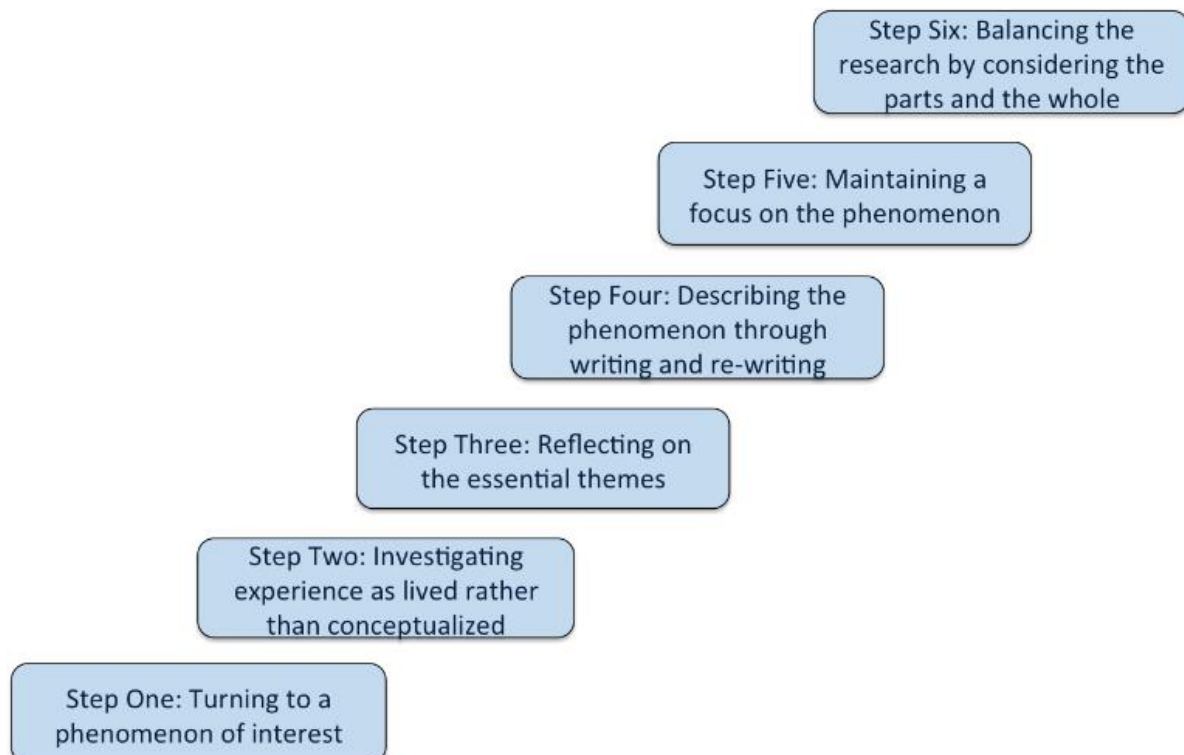 Step Six: Balancing the
research by considering the
parts and the whole
Step Five: Maintaining a
focus on the phenomenon
Step Four: Describing the
phenomenon through
writing and re-writing
Step Three: Reflecting on
the essential themes
Step Two: Investigating
experience as lived rather
than conceptualized
Step One: Turning to a
phenomenon of interest